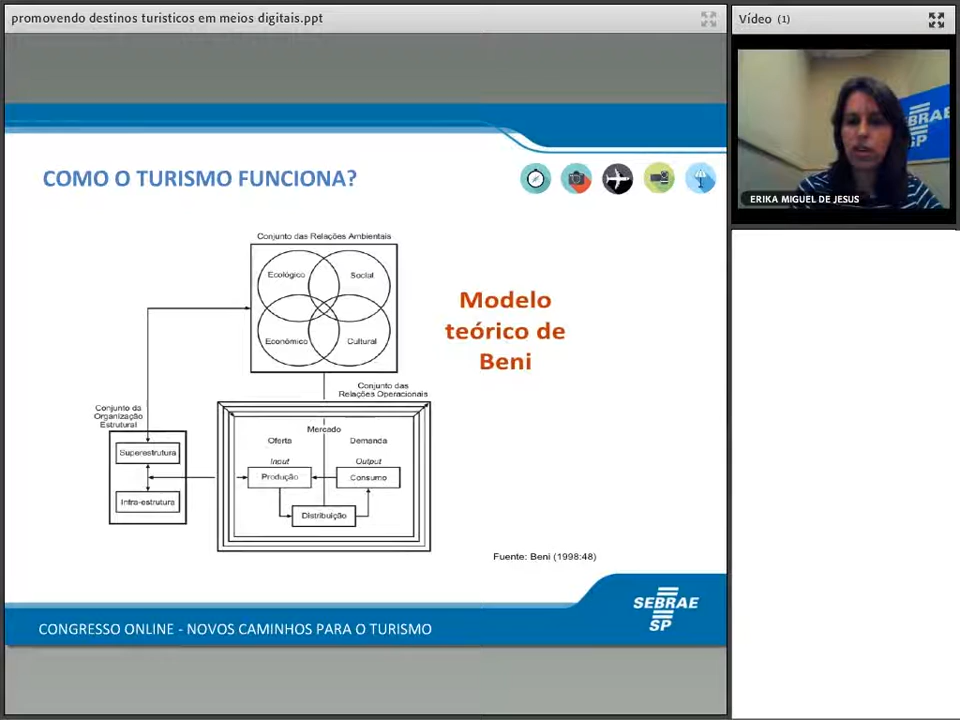 promovendo destinos turisticos em meios digitais.ppt
Vídeo (1)
BRAE
SP
ERIKA MIGUEL DE JESUS
COMO O TURISMO FUNCIONA?
Conjunto das Relações Ambientais
Ecológico
Social
Econômico
Cultural
Modelo
teórico de
Beni
Conjunto das
Relações Operacionais
Conjunto da
Organização
Estrutural
Superestrutura
Infra-estrutura
Mercado
Oferta
Demanda
Input
Output
Produção
Consumo
Distribuição
Fuente: Beni (1998:48)
SEBRAE
SP
CONGRESSO ONLINE - NOVOS CAMINHOS PARA O TURISMO